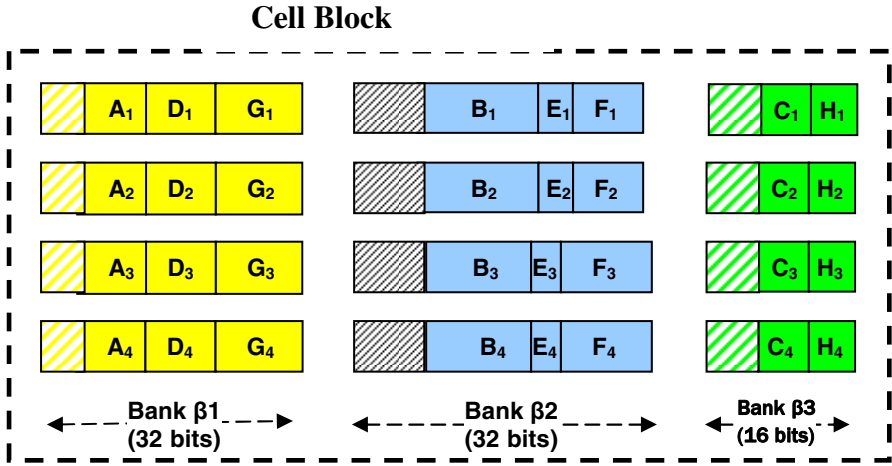 Cell Block
A1 D1 G1 B1 E1 F1 C1 H1
A2 D2 G2 B2 E2 F2 C2 H2
A3 D3 G3 B3 E3 F3 C3 H3
A4 D4 G4 B4 E4 F4 C4 H4
Bank β1 Bank β2 Bank β3
(32 bits) (32 bits) (16 bits)